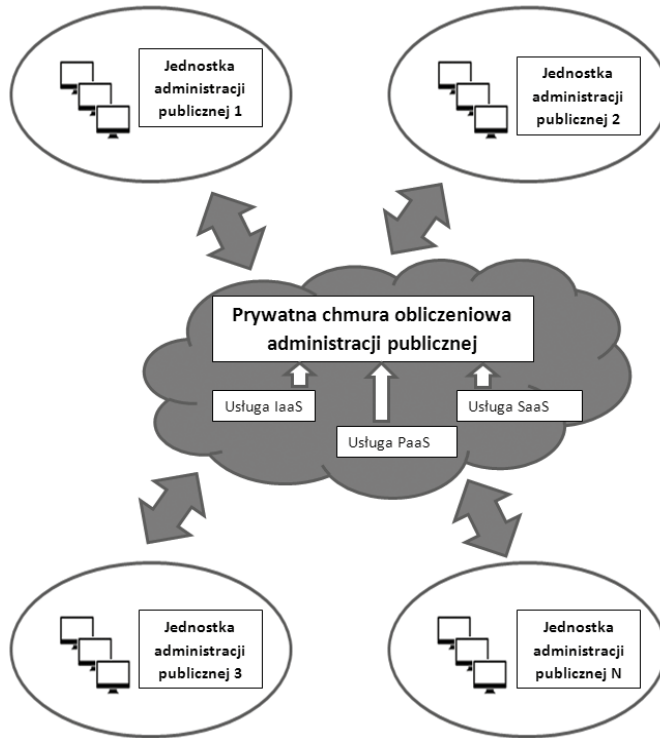 Jednostka
administracji
publicznej 1
Jednostka
administracji
publicznej 2
Prywatna chmura obliczeniowa
administracji publicznej
Usługa IaaS
Usługa SaaS
Usługa PaaS
Jednostka
administracji
publicznej 3
Jednostka
administracji
publicznej N